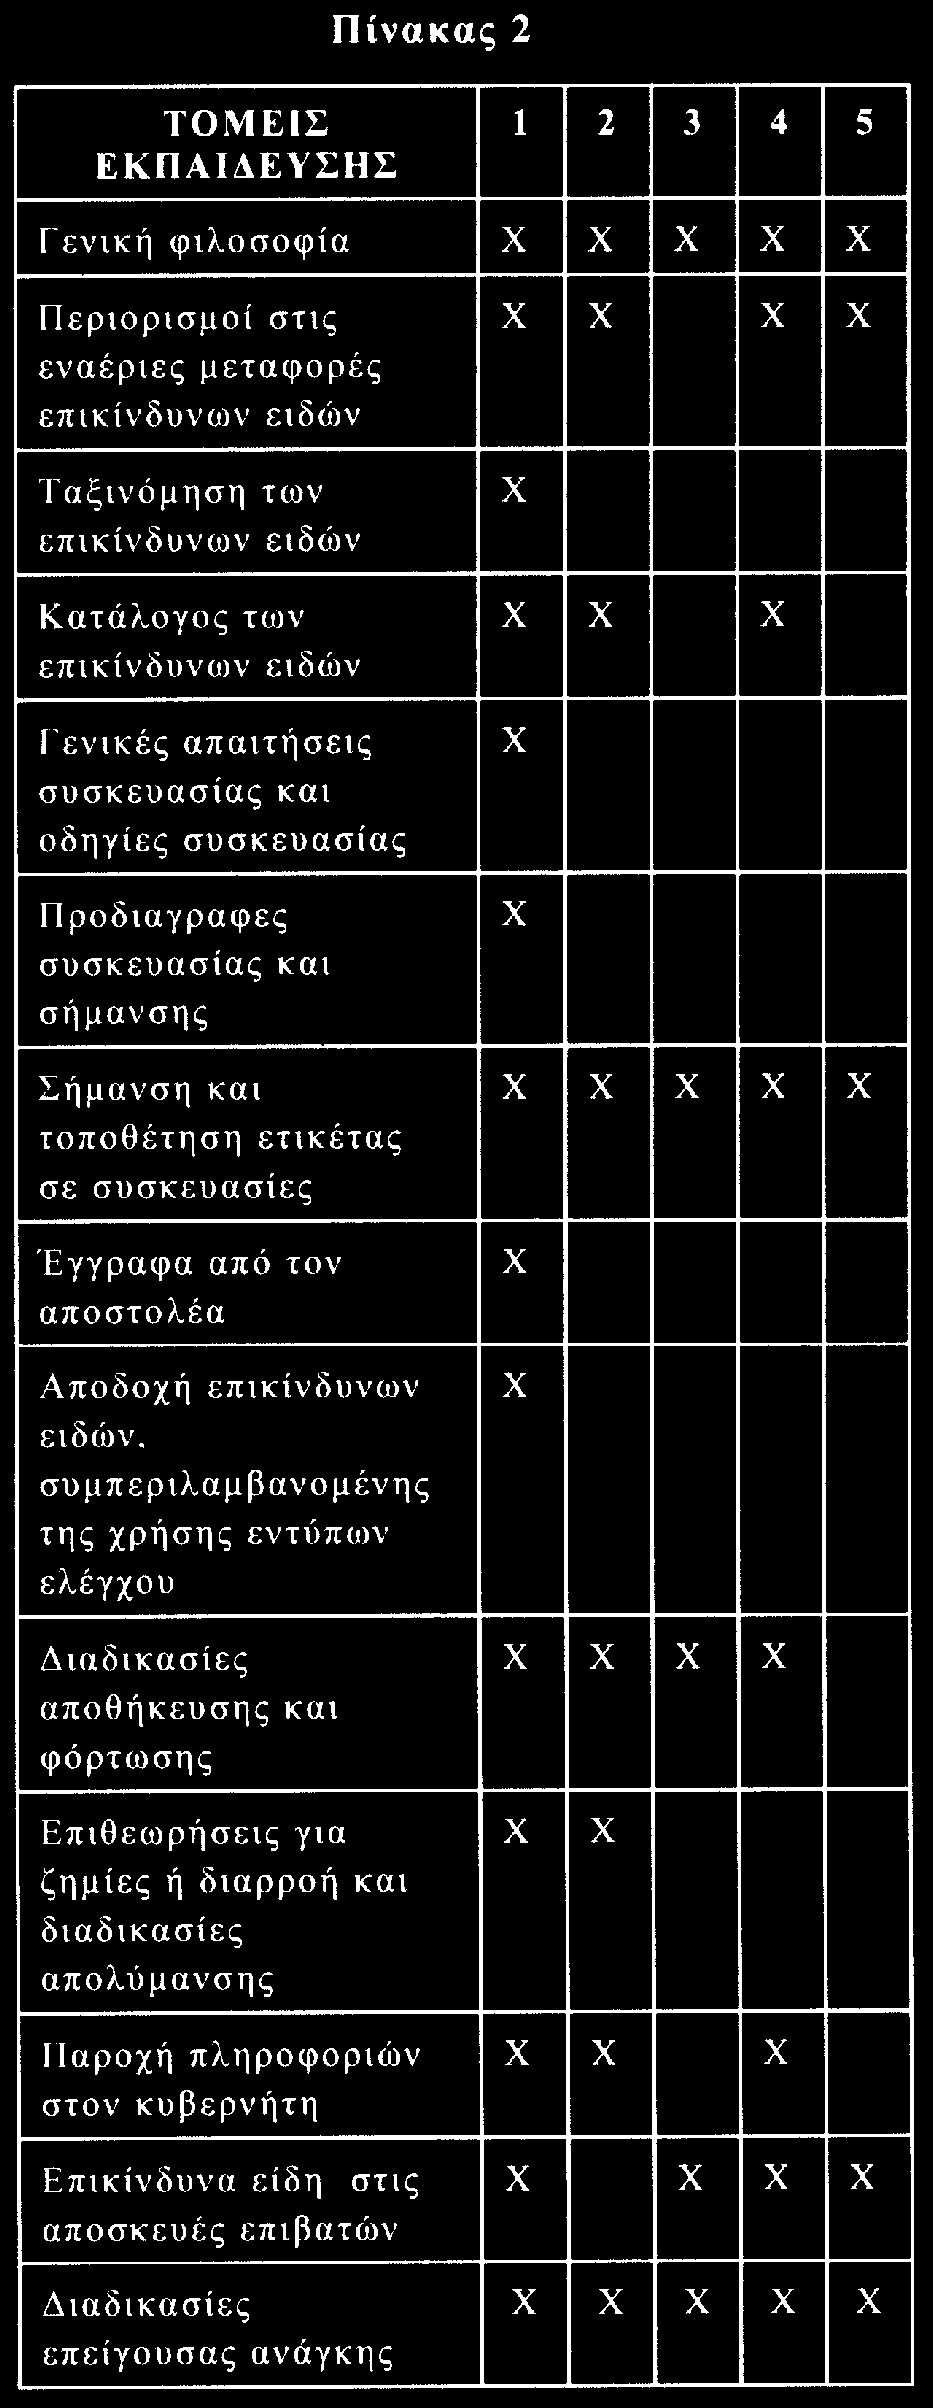 Πίνακας 2
ΤΟΜΕΙΣ 1 2 3 4 5
ΕΚΠΑΙΔΕΥΣΗΣ
Γενική φιλοσοφία X X X X X
Περιορισμοί στις X X X X
εναέριες μεταφορές
επικίνδυνων ειδών
Ταξινόμηση των X
επικίνδυνων ειδών
Κατάλογος των X X X
επικίνδυνων ειδών
Γενικές απαιτήσεις X
συσκευασίας και
οδηγίες συσκευασίας
Προδιαγραφες X
συσκευασίας και
σήμανσης
Σήμανση και X X X X X
τοποθέτηση ετικέτας
σε συσκευασίες
Έγγραφα από τον X
αποστολέα
Αποδοχή επικίνδυνων X
ειδών,
συμπεριλαμβανομένης
της χρήσης εντύπων
ελέγχου
Διαδικασίες X X X X
αποθήκευσης και
φόρτωσης
Επιθεωρήσεις για X X
ζημίες ή διαρροή και
διαδικασίες
απολύμανσης
Παροχή πληροφοριών X X X
στον κυβερνήτη
Επικίνδυνα είδη στις X X X X
αποσκευές επιβατών
Διαδικασίες X X X X X
επείγουσας ανάγκης